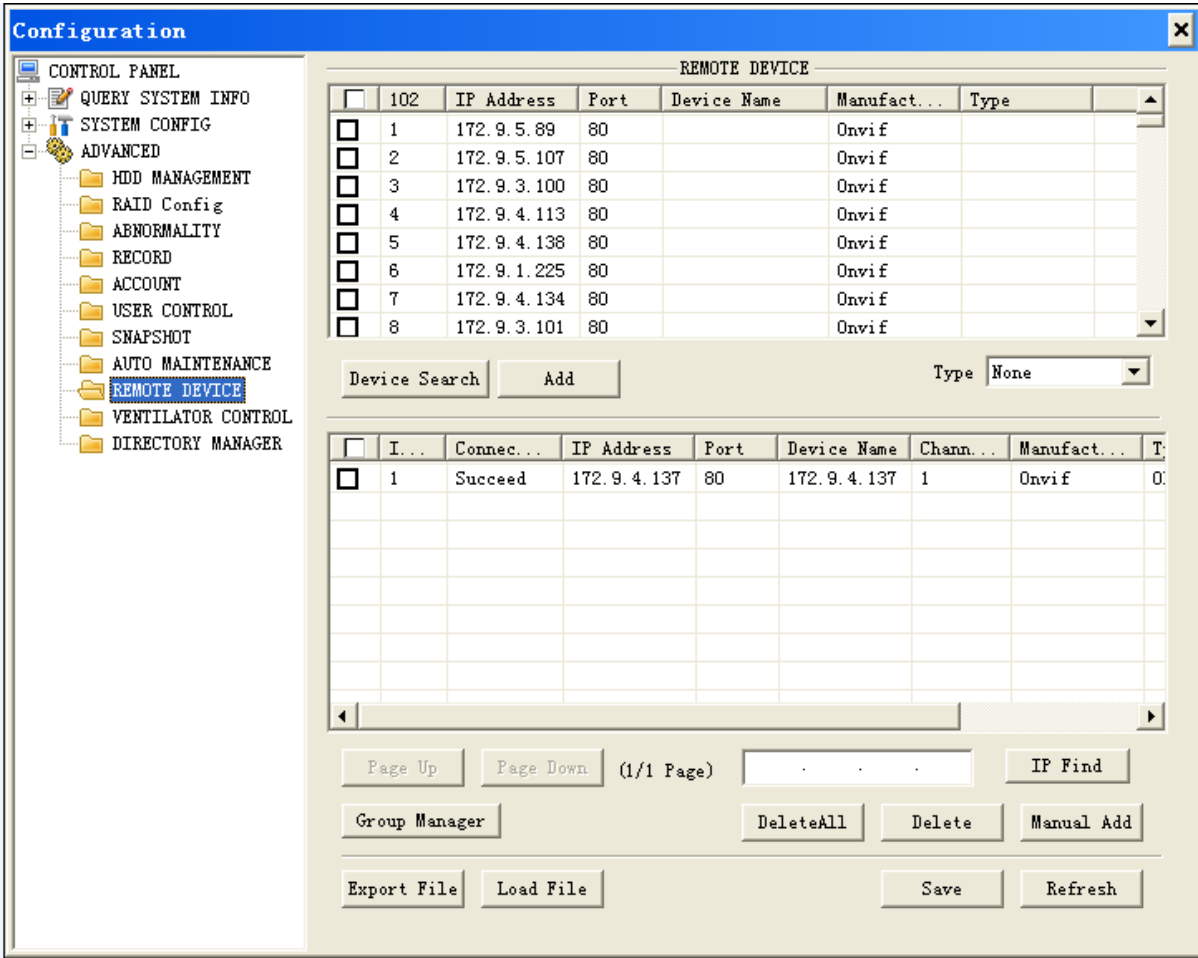 Configuration
CONTROL PANEL
QUERY SYSTEM INFO
SYSTEM CONFIG
ADVANCED
HDD MANAGEMENT
RAID Config
ABNORMALITY
RECORD
ACCOUNT
USER CONTROL
SNAPSHOT
AUTO MAINTENANCE
REMOTE DEVICE
VENTILATOR CONTROL
DIRECTORY MANAGER
REMOTE DEVICE
102 IP Address Port Device Name Manufact... Type
1 172.9.5.89 80 Onvif
2 172.9.5.107 80 Onvif
3 172.9.3.100 80 Onvif
4 172.9.4.113 80 Onvif
5 172.9.4.138 80 Onvif
6 172.9.1.225 80 Onvif
7 172.9.4.134 80 Onvif
8 172.9.3.101 80 Onvif
Device Search Add Type None
I... Connec... IP Address Port Device Name Chann... Manufact...
1 Succeed 172.9.4.137 80 172.9.4.137 1 Onvif
Page Up Page Down (1/1 Page) . . . IP Find
Group Manager DeleteAll Delete Manual Add
Export File Load File Save Refresh